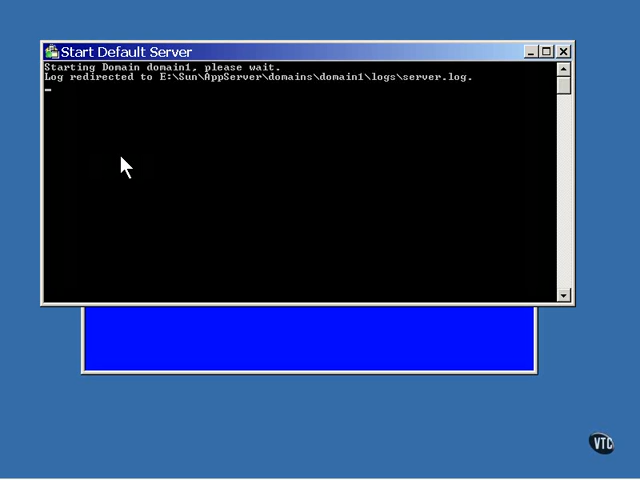 Start Default Server
Starting Domain domain1, please wait.
Log redirected to E:\Sun\AppServer\domains\domain1\logs\server.log.
VTC